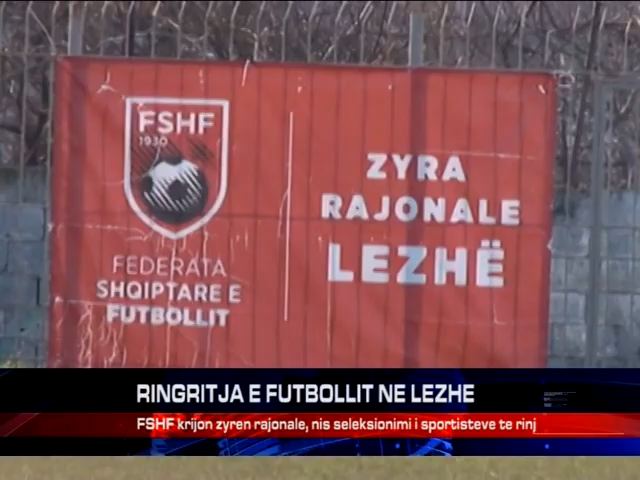 FSHF
1930
FEDERATA
SHQIPTARE E
FUTBOLLIT
ZYRA
RAJONALE
LEZHË
RINGRITJA E FUTBOLLIT NE LEZHE
FSHF krijon zyren rajonale, nis seleksionimi i sportisteve te rinj